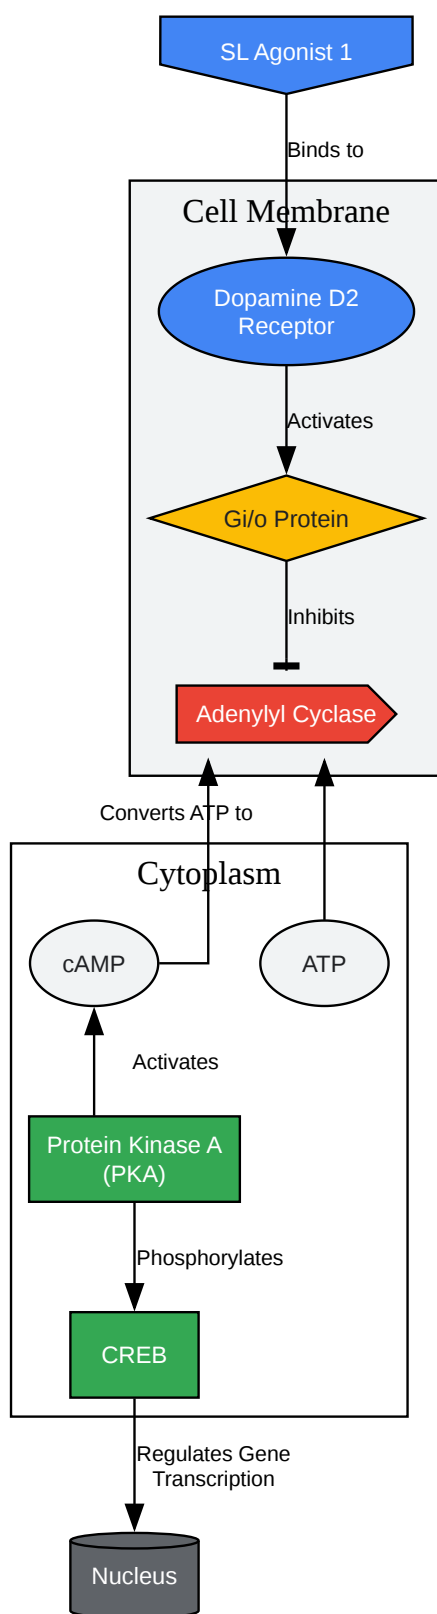 SL Agonist 1
Binds to
Cell Membrane
Dopamine D2
Receptor
Activates
Gi/o Protein
Inhibits
Adenylyl Cyclase
Converts ATP to
Cytoplasm
cAMP
ATP
Activates
Protein Kinase A
(PKA)
Phosphorylates
CREB
Regulates Gene
Transcription
Nucleus